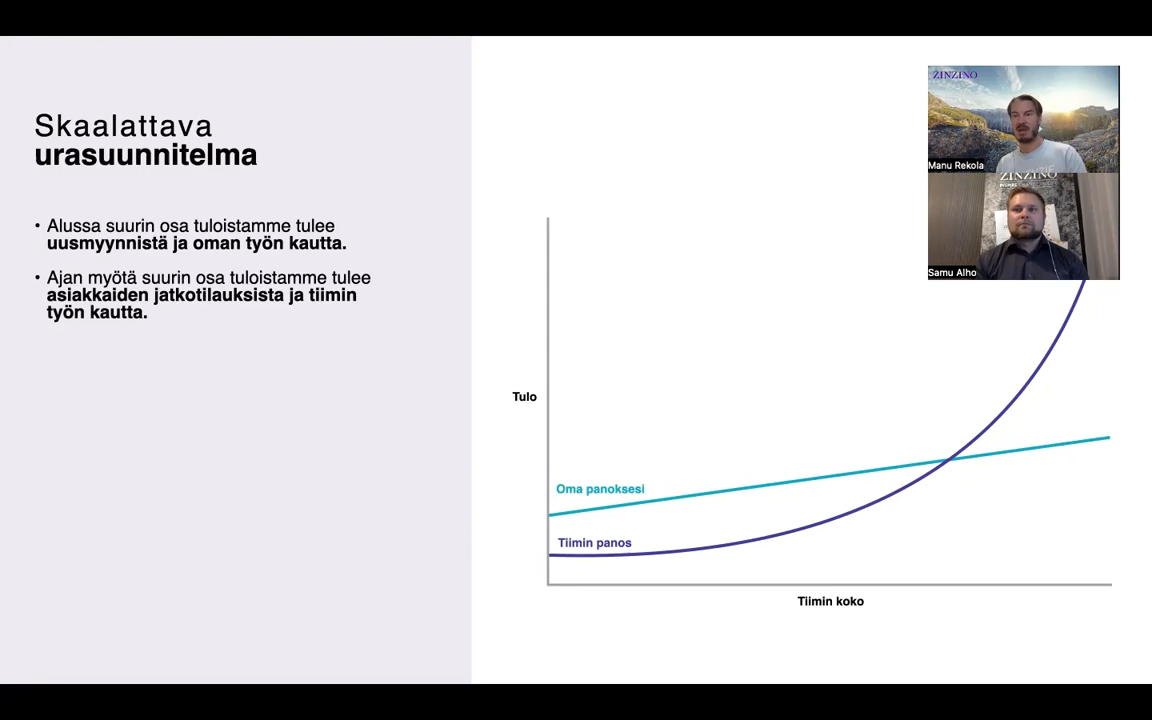 Skaalattava
urasuunnitelma
• Alussa suurin osa tuloistamme tulee
uusmyynnistä ja oman työn kautta.
• Ajan myötä suurin osa tuloistamme tulee
asiakkaiden jatkotilauksista ja tiimin
työn kautta.
ZINZINO
Manu Rekola
ZINZINO
Samu Alho
Tulo
Oma panoksesi
Tiimin panos
Tiimin koko